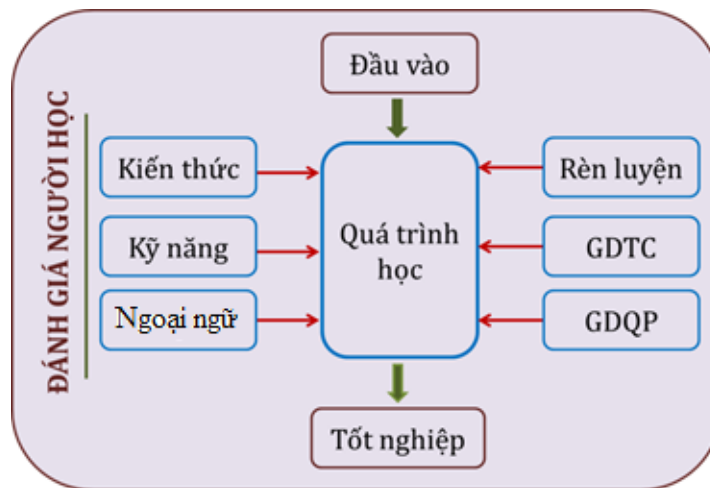 ĐÁNH GIÁ NGƯỜI HỌC
Đầu vào
Kiến thức
Kỹ năng
Ngoại ngữ
Quá trình
học
Rèn luyện
GDTC
GDQP
Tốt nghiệp